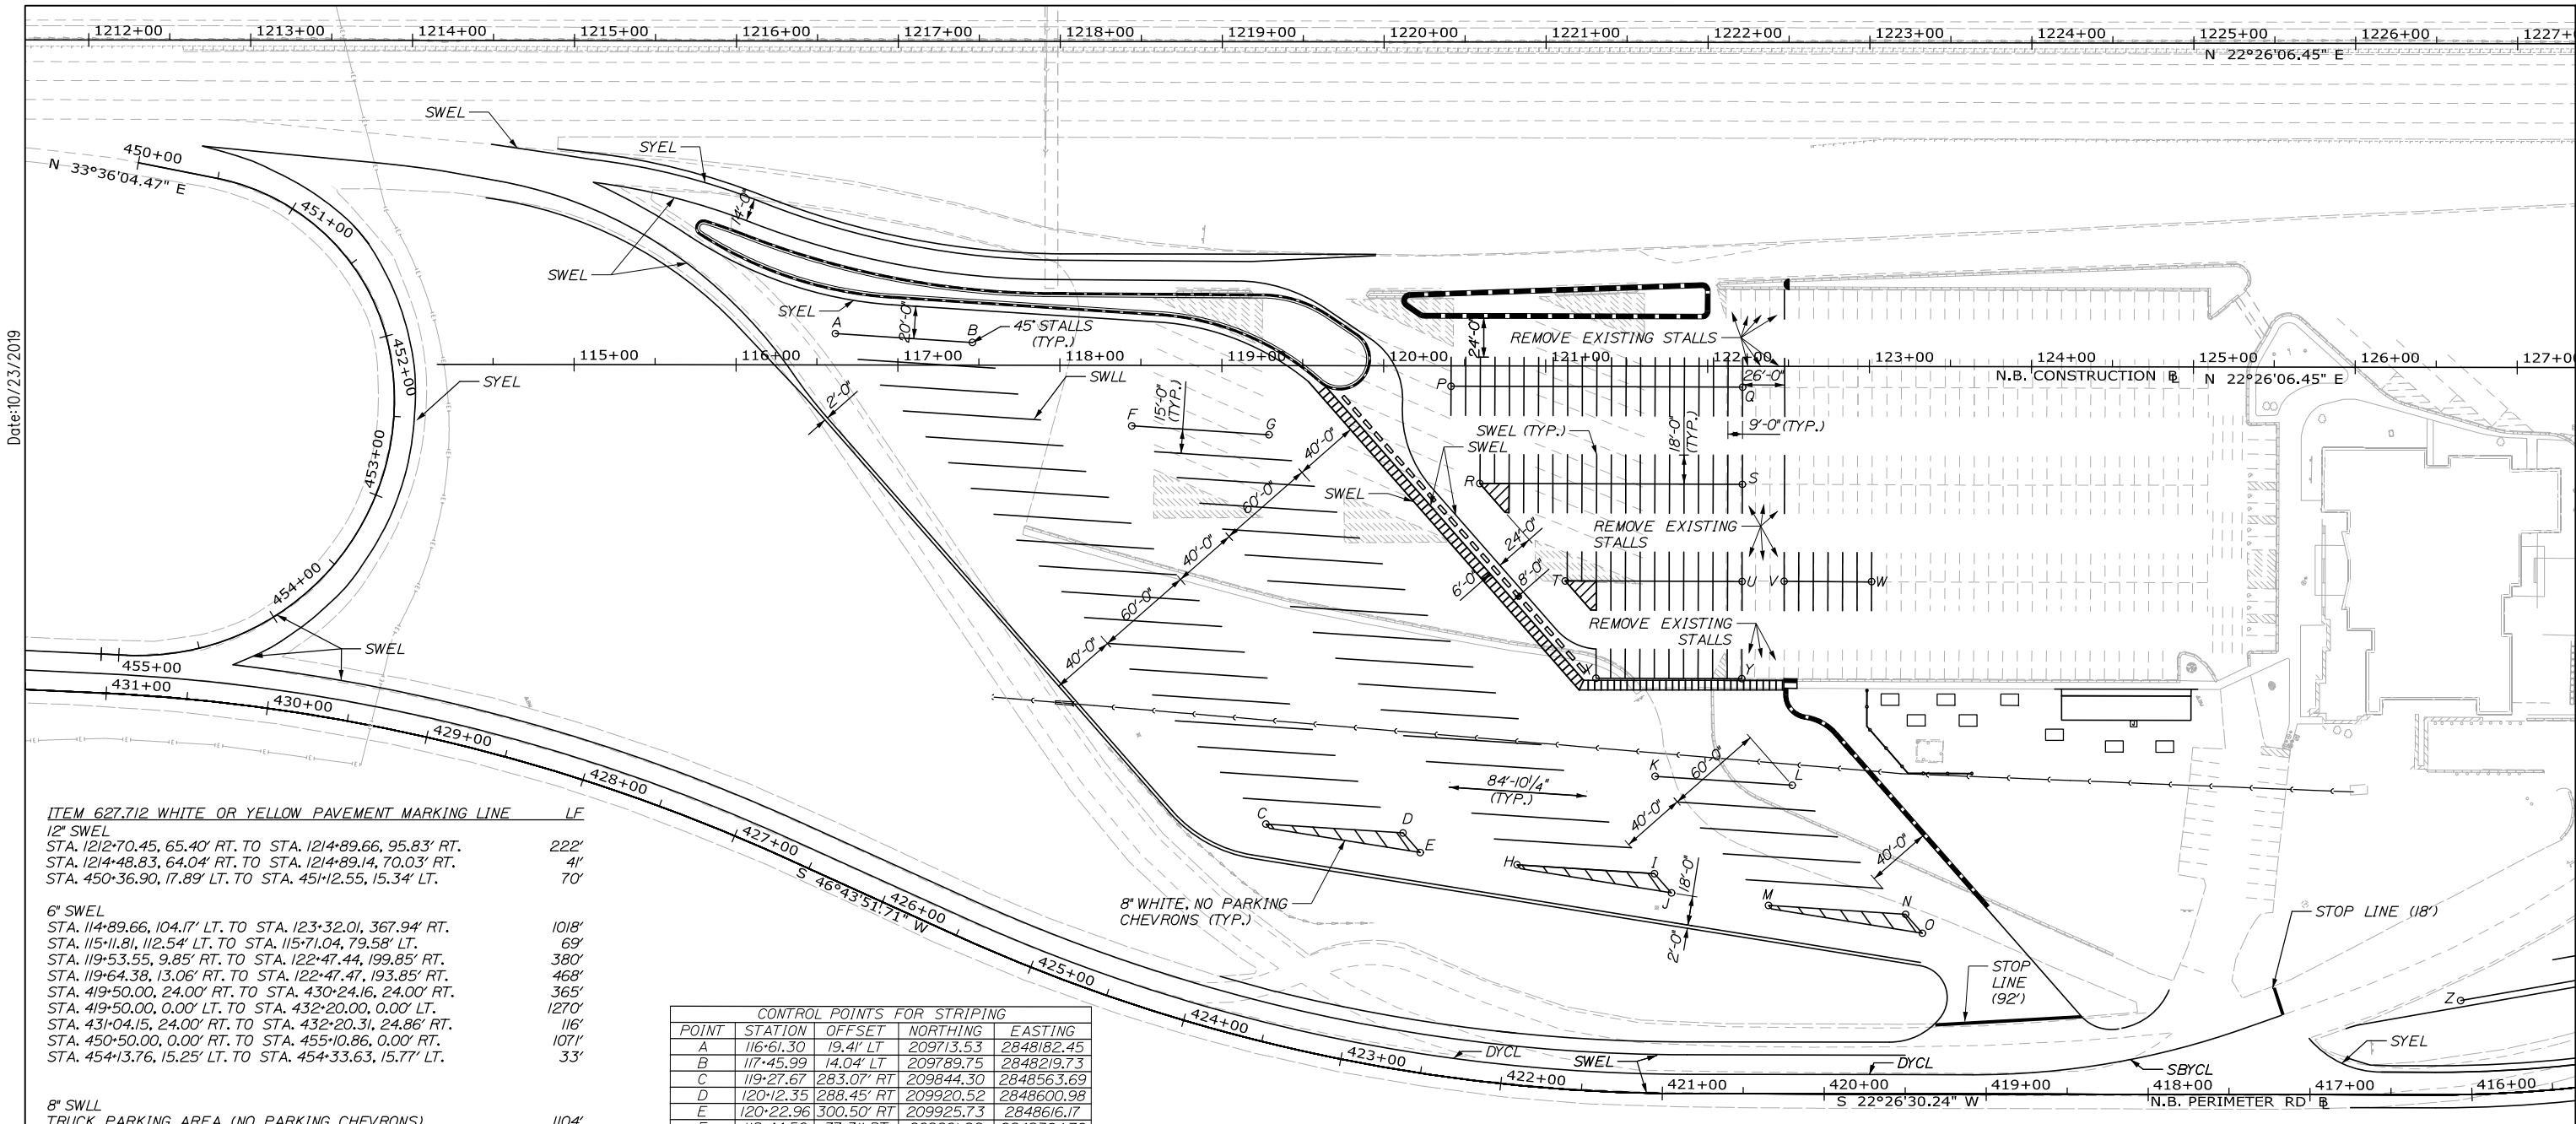 1212+00 1213+00 1214+00 1215+00 1216+00 1217+00 1218+00 1219+00 1220+00 1221+00 1222+00 1223+00 1224+00 1225+00 1226+00 1227+
N 22°26'06.45" E
Date:10/23/2019
SWEL
SYEL
450+00
N 33°36'04.47" E
451+00
452+00
453+00
454+00
455+00
14'-0"
SWEL
SYEL
A
20'-0"
B
45° STALLS
(TYP.)
24'-0"
REMOVE EXISTING STALLS
115+00 116+00 117+00 118+00 119+00 120+00 121+00 122+00 123+00 124+00 125+00 126+00 127+0
SYEL
SWLL
2'-0"
P
26'-0"
Q
N.B. CONSTRUCTION BL N 22°26'06.45" E
F
15'-0"
(TYP.)
G
9'-0" (TYP.)
40'-0"
SWEL (TYP.)
SWEL
18'-0"
(TYP.)
60'-0"
SWEL
R
S
40'-0"
24'-0"
REMOVE EXISTING
STALLS
60'-0"
6'-0"
8'-0"
T
U
V
W
REMOVE EXISTING
STALLS
40'-0"
SWEL
X
Y
431+00 430+00 429+00 428+00 427+00 426+00 425+00 424+00 423+00 422+00 421+00 420+00 419+00 418+00 417+00 416+00
S 46°43'51.71" W
K
60'-0"
L
84'-10¼"
(TYP.)
40'-0"
C
D
E
H
I
J
18'-0"
2'-0"
40'-0"
M
N
O
8" WHITE, NO PARKING
CHEVRONS (TYP.)
STOP LINE (18')
STOP
LINE
(92')
Z
SYEL
DYCL
SWEL
DYCL
SBYCL
S 22°26'30.24" W
N.B. PERIMETER RD BL
ITEM 627.712 WHITE OR YELLOW PAVEMENT MARKING LINE LF
12" SWEL
STA. 1212+70.45, 65.40' RT. TO STA. 1214+89.66, 95.83' RT. 222'
STA. 1214+48.83, 64.04' RT. TO STA. 1214+89.14, 70.03' RT. 41'
STA. 450+36.90, 17.89' LT. TO STA. 451+12.55, 15.34' LT. 70'
6" SWEL
STA. 114+89.66, 104.17' LT. TO STA. 123+32.01, 367.94' RT. 1018'
STA. 115+11.81, 112.54' LT. TO STA. 115+71.04, 79.58' LT. 69'
STA. 119+53.55, 9.85' RT. TO STA. 122+47.44, 199.85' RT. 380'
STA. 119+64.38, 13.06' RT. TO STA. 122+47.47, 193.85' RT. 468'
STA. 419+50.00, 24.00' RT. TO STA. 430+24.16, 24.00' RT. 365'
STA. 419+50.00, 0.00' LT. TO STA. 432+20.00, 0.00' LT. 1270'
STA. 431+04.15, 24.00' RT. TO STA. 432+20.31, 24.86' RT. 116'
STA. 450+50.00, 0.00' RT. TO STA. 455+10.86, 0.00' RT. 1071'
STA. 454+13.76, 15.25' LT. TO STA. 454+33.63, 15.77' LT. 33'
8" SWLL
TRUCK PARKING AREA (NO PARKING CHEVRONS) 1104'
CONTROL POINTS FOR STRIPING
POINT STATION OFFSET NORTHING EASTING
A 116+61.30 19.41' LT 209713.53 2848182.45
B 117+45.99 14.04' LT 209789.75 2848219.73
C 119+27.67 283.07' RT 209844.30 2848563.69
D 120+12.35 288.45' RT 209920.52 2848600.98
E 120+22.96 300.50' RT 209925.73 2848616.17